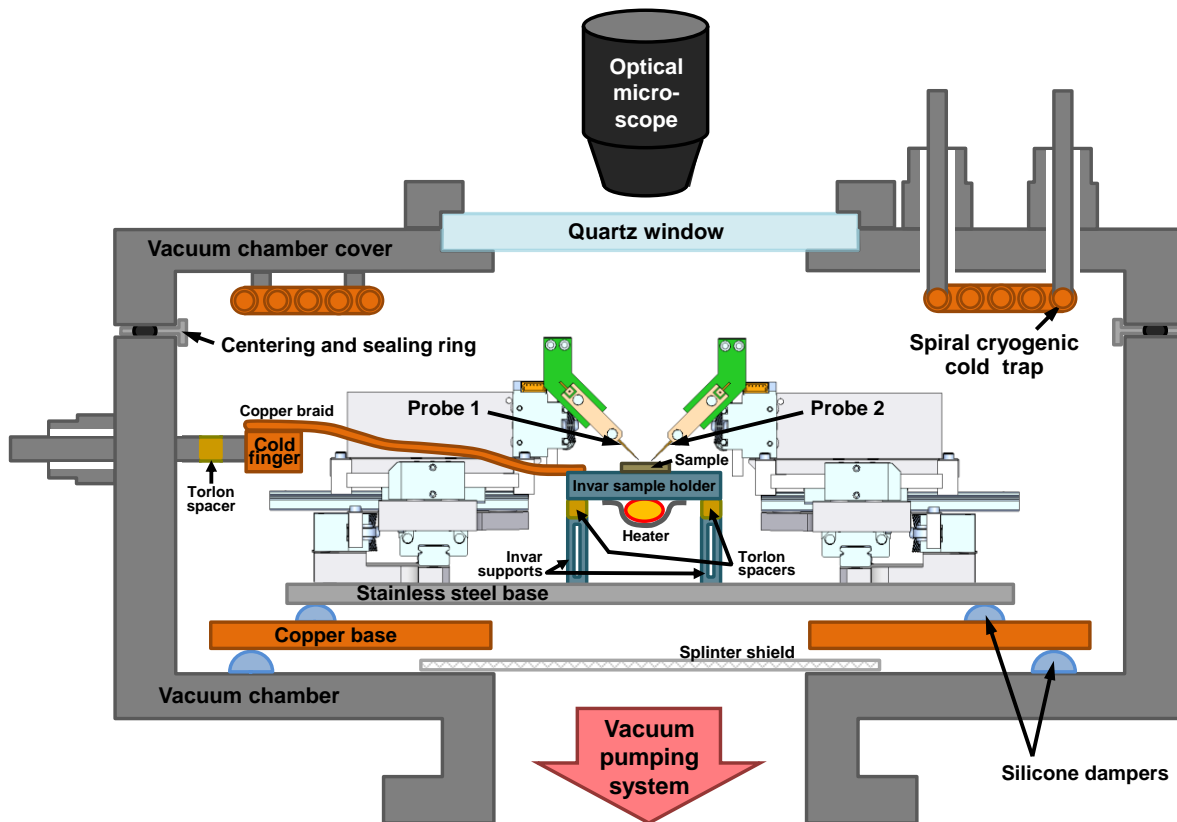 Optical
micro-
scope
Quartz window
Vacuum chamber cover
Centering and sealing ring
Spiral cryogenic
cold  trap
Copper braid
Probe 1
Probe 2
Cold
finger
Sample
Torlon
spacer
Invar sample holder
Heater
Invar
supports
Torlon
spacers
Stainless steel base
Copper base
Splinter shield
Vacuum chamber
Vacuum
pumping
system
Silicone dampers